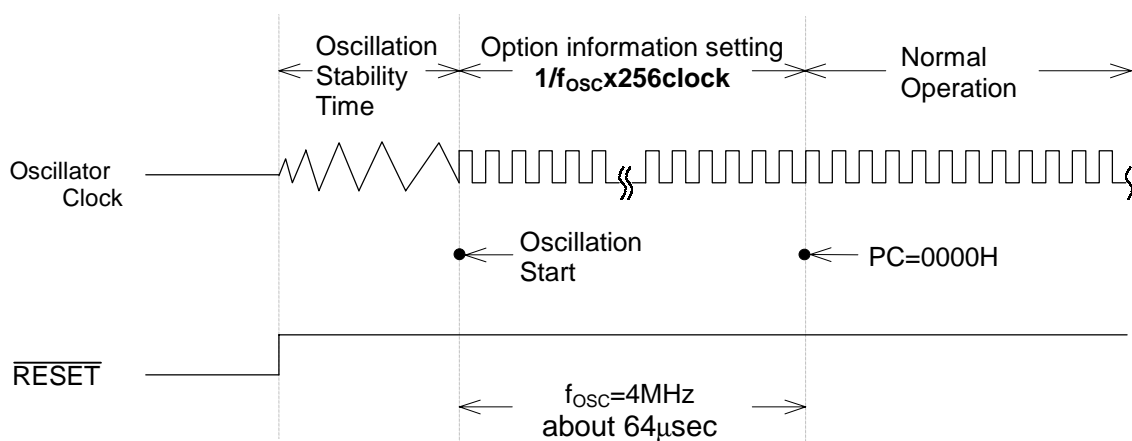 Oscillation
Stability
Time
Option information setting
1/fOSCx256clock
Normal
Operation
Oscillator
Clock
Oscillation
Start
PC=0000H
RESET
fOSC=4MHz
about 64μsec